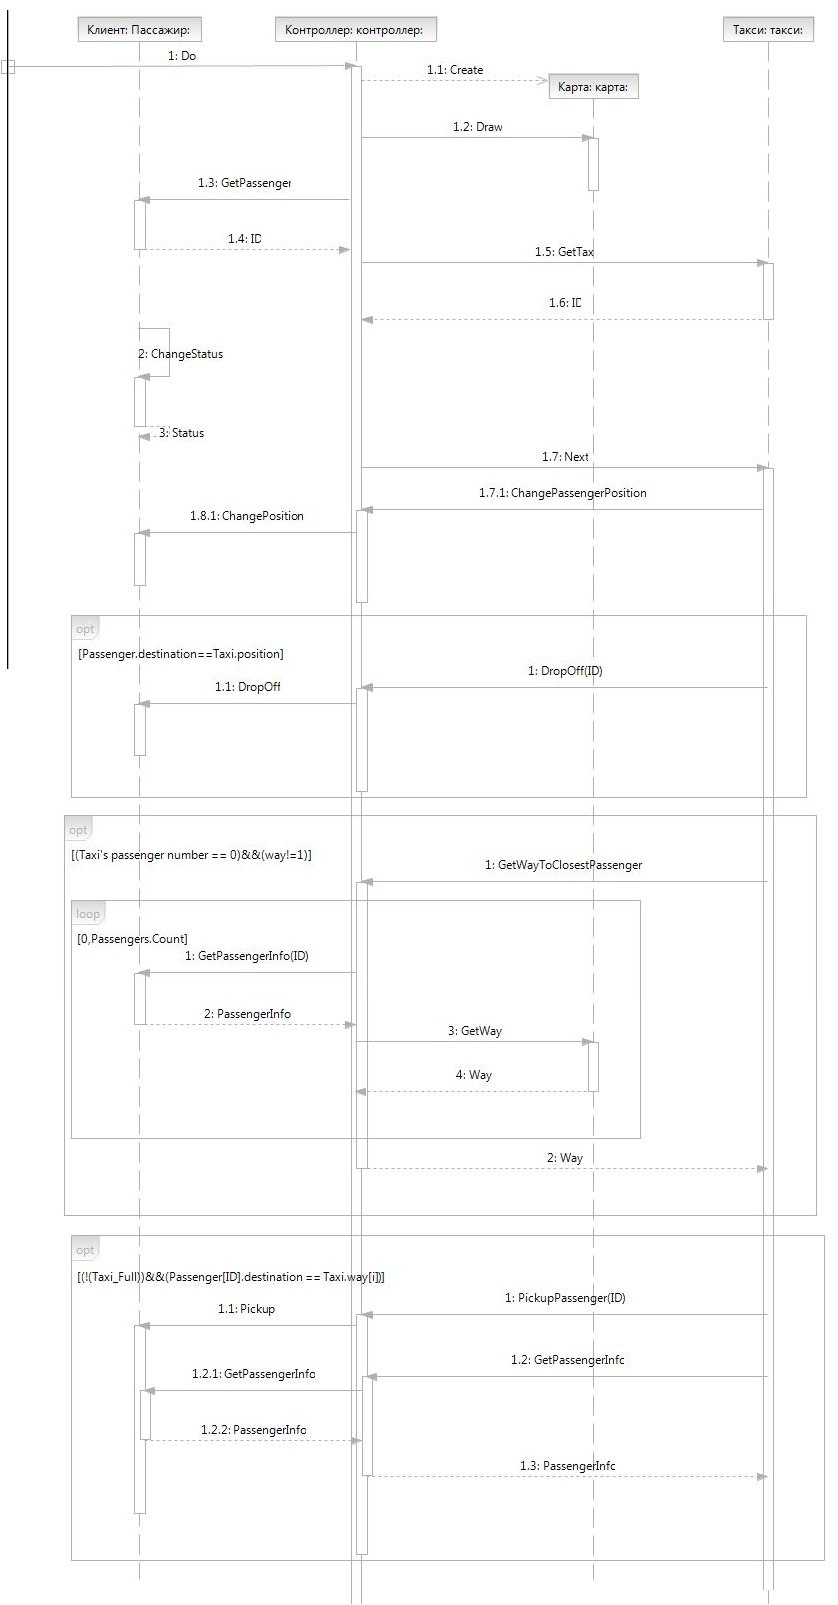 Клиент: Пассажир:
Контроллер: контроллер:
Такси: такси:
1: Do
1.1: Create
Карта: карта:
1.2: Draw
1.3: GetPassenger
1.4: ID
1.5: GetTax
1.6: ID
2: ChangeStatus
3: Status
1.7: Next
1.7.1: ChangePassengerPosition
1.8.1: ChangePosition
opt
[Passenger.destination==Taxi.position]
1: DropOff(ID)
1.1: DropOff
opt
[(Taxi's passenger number == 0)&&(way!=1)]
1: GetWayToClosestPassenger
loop
[0,Passengers.Count]
1: GetPassengerInfo(ID)
2: PassengerInfo
3: GetWay
4: Way
2: Way
opt
[(!(Taxi_Full))&&(Passenger[ID].destination == Taxi.way[i])]
1: PickupPassenger(ID)
1.1: Pickup
1.2: GetPassengerInfo
1.2.1: GetPassengerInfo
1.2.2: PassengerInfo
1.3: PassengerInfo